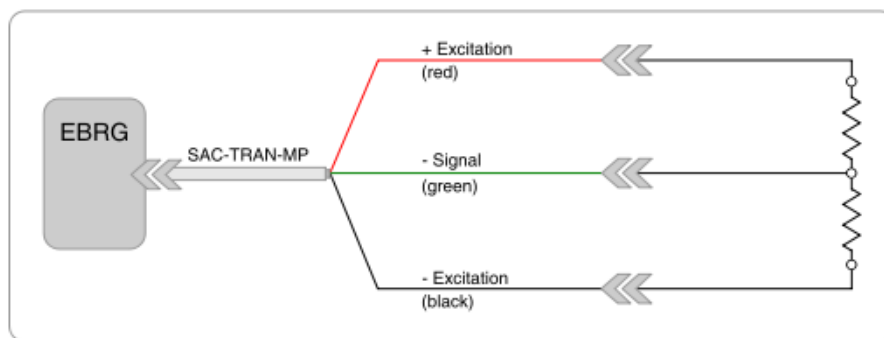 + Excitation
(red)
EBRG
SAC-TRAN-MP
- Signal
(green)
- Excitation
(black)